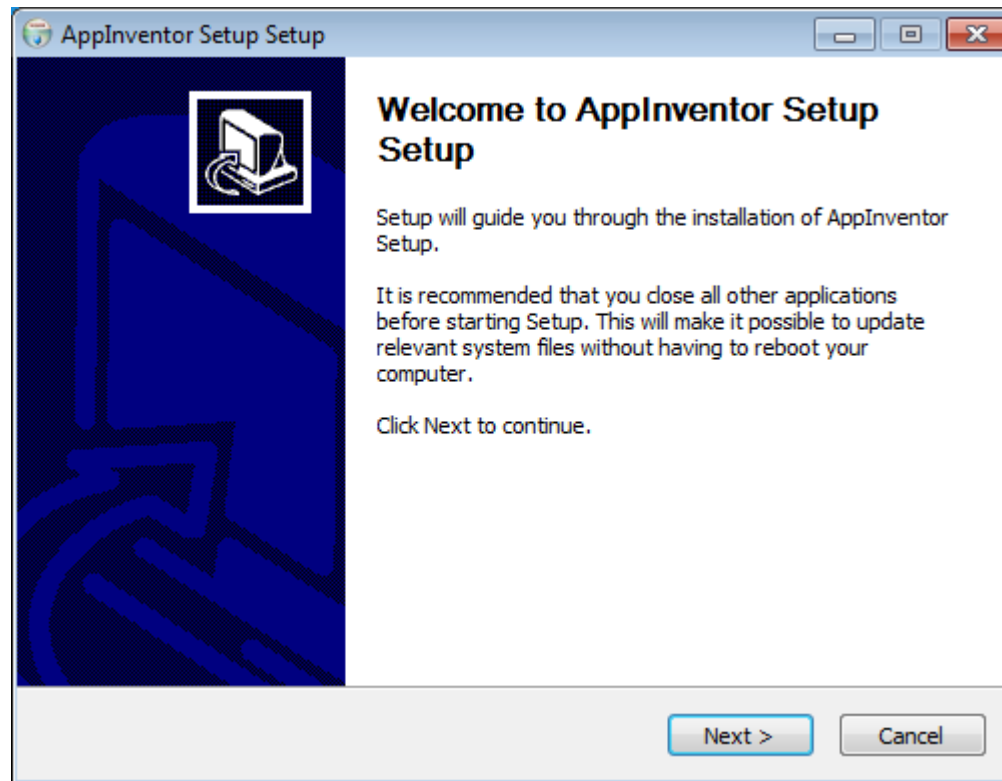 AppInventor Setup Setup
Welcome to AppInventor Setup
Setup
Setup will guide you through the installation of AppInventor
Setup.
It is recommended that you close all other applications
before starting Setup. This will make it possible to update
relevant system files without having to reboot your
computer.
Click Next to continue.
Next >
Cancel